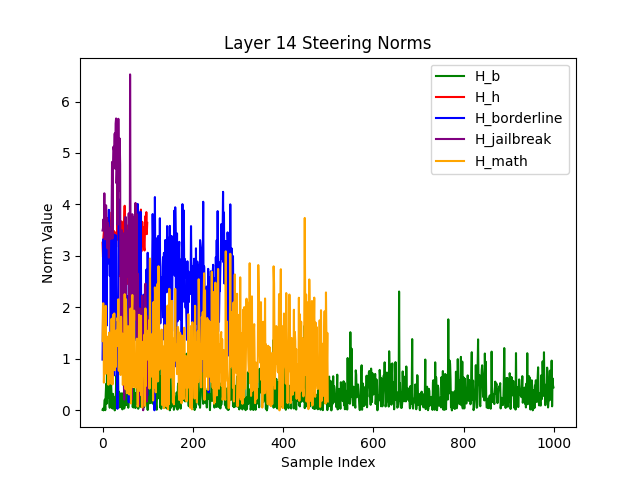 Layer 14 Steering Norms
H_b
H_h
H_borderline
H_jailbreak
H_math
Norm Value
6
5
4
3
2
1
0
0 200 400 600 800 1000
Sample Index